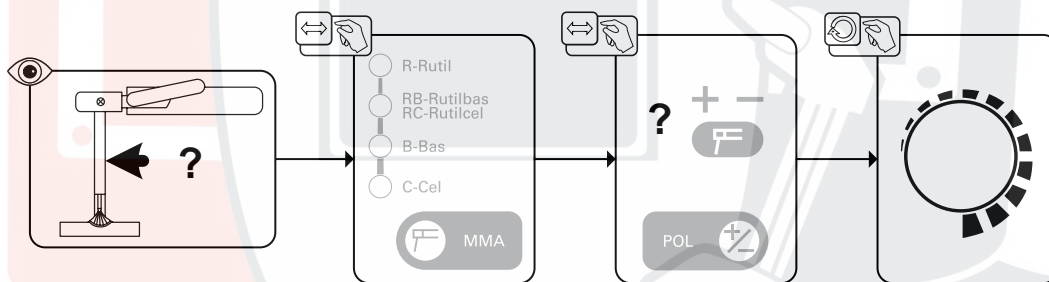 ?
R-Rutil
RB-Rutilbas
RC-Rutilcel
B-Bas
C-Cel
MMA
?
+ −
POL
+/−